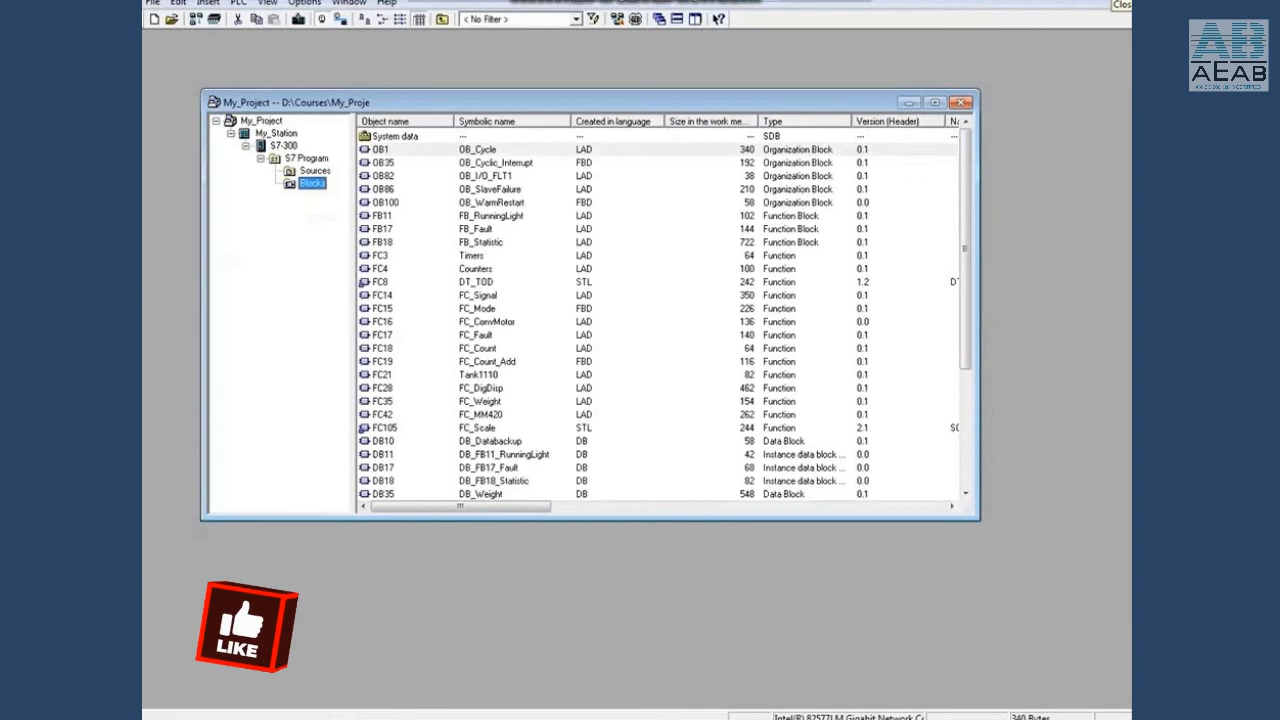 File Edit Insert PLC View Options Window Help
Clos
< No Filter >
AEAB
My_Project -- D:\Courses\My_Proje
My_Project
My_Station
S7-300
S7 Program
Sources
Blocks
Object name Symbolic name Created in language Size in the work me... Type Version (Header) Na
System data --- --- --- SDB --- ---
OB1 OB_Cycle LAD 340 Organization Block 0.1
OB35 OB_Cyclic_Interrupt FBD 192 Organization Block 0.1
OB82 OB_I/O_FLT1 LAD 38 Organization Block 0.1
OB86 OB_SlaveFailure LAD 210 Organization Block 0.1
OB100 OB_WarmRestart FBD 58 Organization Block 0.0
FB11 FB_RunningLight LAD 102 Function Block 0.1
FB17 FB_Fault LAD 144 Function Block 0.1
FB18 FB_Statistic LAD 722 Function Block 0.1
FC3 Timers LAD 64 Function 0.1
FC4 Counters LAD 100 Function 0.1
FC8 DT_TOD STL 242 Function 1.2 DT
FC14 FC_Signal LAD 350 Function 0.1
FC15 FC_Mode FBD 226 Function 0.1
FC16 FC_ConvMotor LAD 136 Function 0.0
FC17 FC_Fault LAD 140 Function 0.1
FC18 FC_Count LAD 64 Function 0.1
FC19 FC_Count_Add FBD 116 Function 0.1
FC21 Tank1110 LAD 82 Function 0.1
FC28 FC_DigDisp LAD 462 Function 0.1
FC35 FC_Weight LAD 154 Function 0.1
FC42 FC_MM420 LAD 262 Function 0.1
FC105 FC_Scale STL 244 Function 2.1 SC
DB10 DB_Databackup DB 58 Data Block 0.1
DB11 DB_FB11_RunningLight DB 42 Instance data block ... 0.0
DB17 DB_FB17_Fault DB 68 Instance data block ... 0.0
DB18 DB_FB18_Statistic DB 82 Instance data block ... 0.0
DB35 DB_Weight DB 548 Data Block 0.1
LIKE
Intel(R) 82577LM Gigabit Network Co 340 Bytes